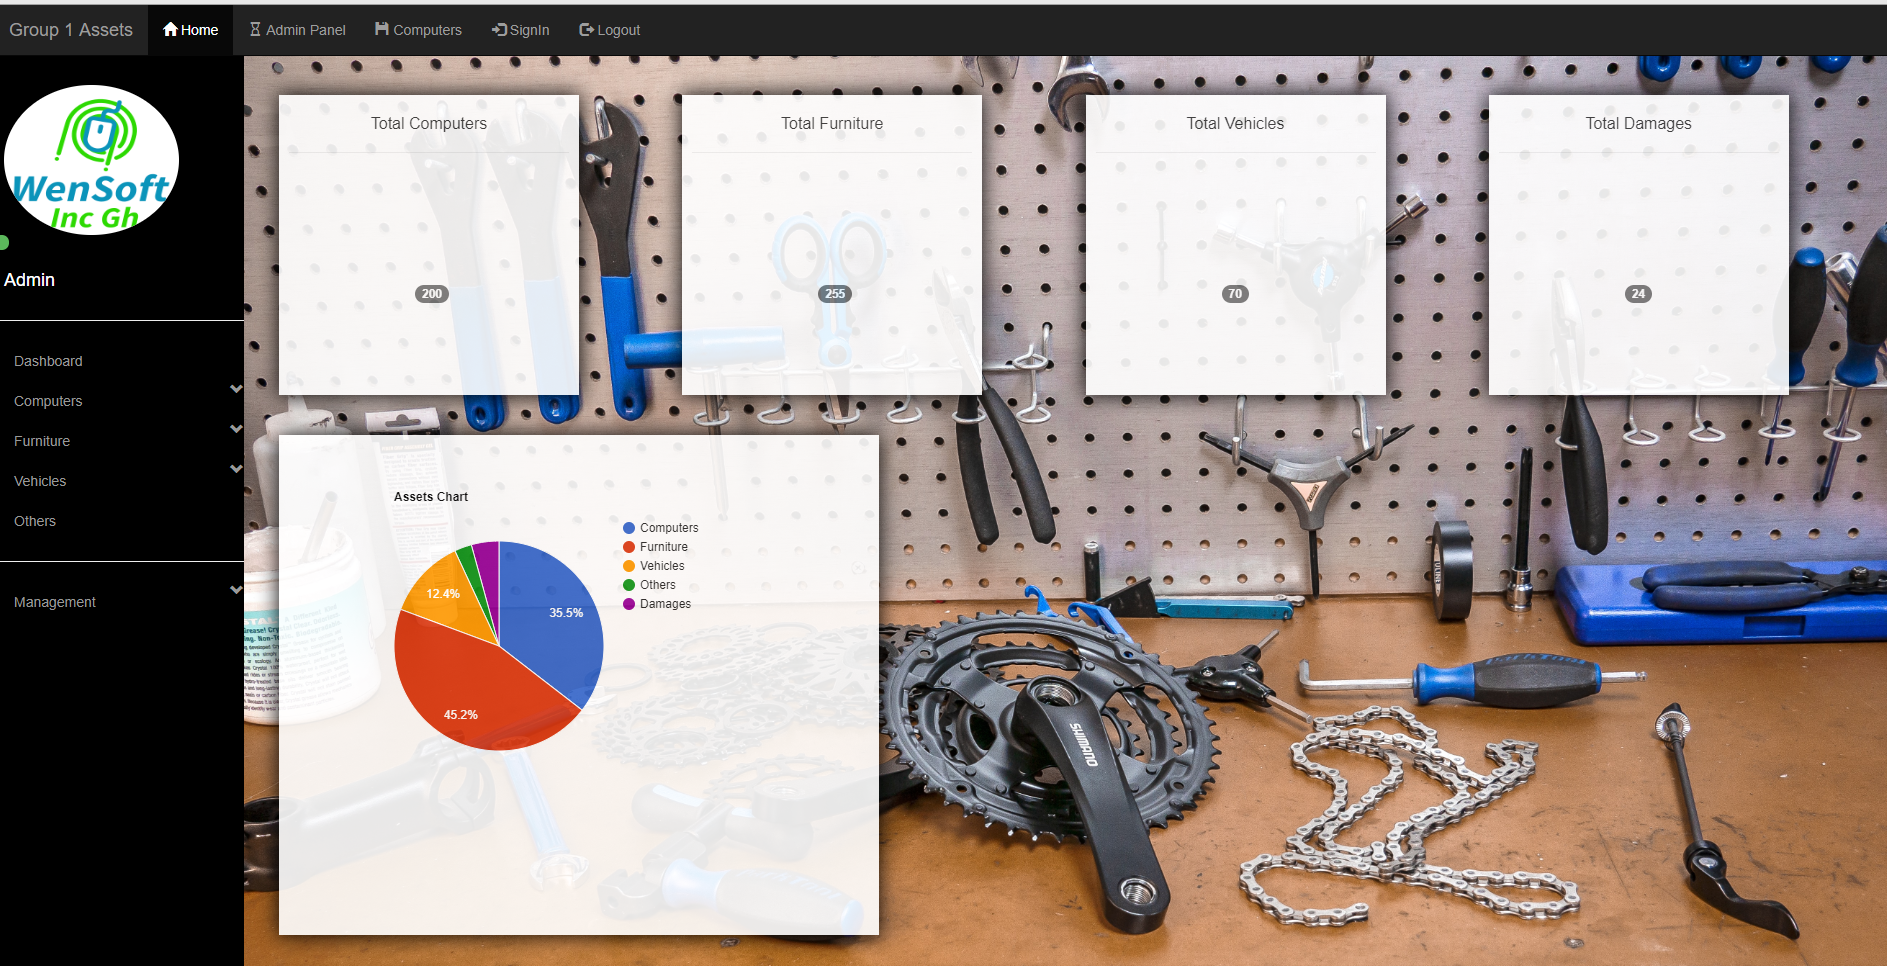 Group 1 Assets
Home
Admin Panel
Computers
SignIn
Logout
WenSoft
Inc Gh
Admin
Dashboard
Computers
Furniture
Vehicles
Others
Management
Total Computers
200
Total Furniture
255
Total Vehicles
70
Total Damages
24
Assets Chart
35.5%
45.2%
12.4%
Computers
Furniture
Vehicles
Others
Damages
SHIMANO